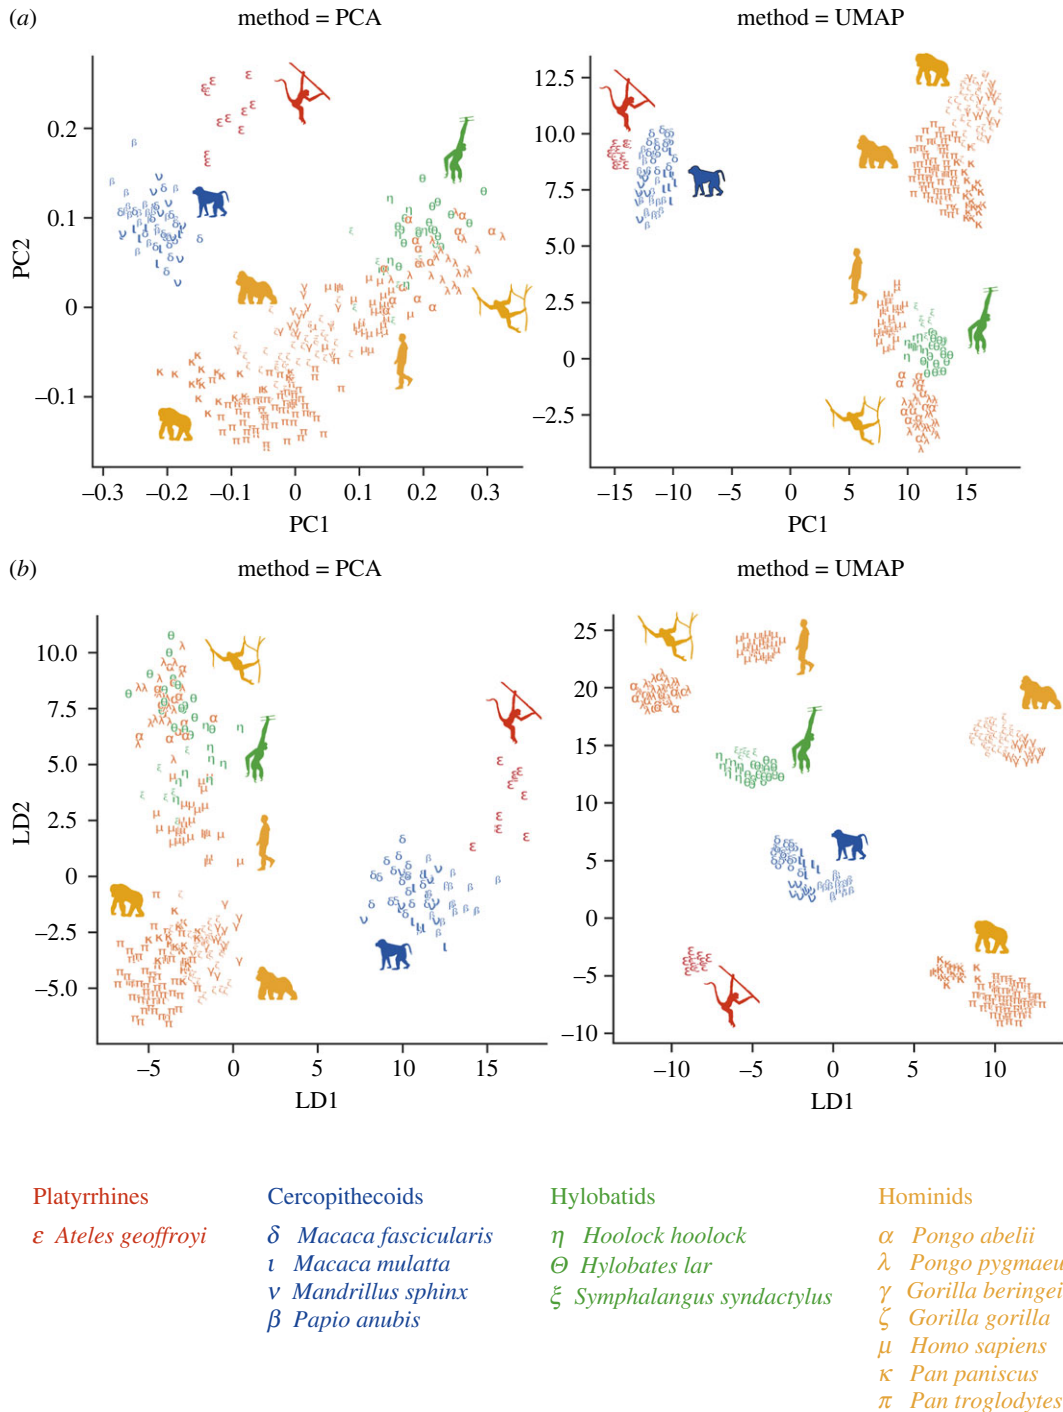 (a)
method = PCA
method = UMAP
PC2
0.2
0.1
0
–0.1
–0.3 –0.2 –0.1 0 0.1 0.2 0.3
PC1
12.5
10.0
7.5
5.0
2.5
0
–2.5
–15 –10 –5 0 5 10 15
PC1
(b)
method = PCA
method = UMAP
LD2
10.0
7.5
5.0
2.5
0
–2.5
–5.0
–5 0 5 10 15
LD1
25
20
15
10
5
0
–5
–10
–10 –5 0 5 10
LD1
Platyrrhines
ε Ateles geoffroyi
Cercopithecoids
δ Macaca fascicularis
ι Macaca mulatta
ν Mandrillus sphinx
β Papio anubis
Hylobatids
η Hoolock hoolock
Θ Hylobates lar
ξ Symphalangus syndactylus
Hominids
α Pongo abelii
λ Pongo pygmaeu
γ Gorilla beringei
ζ Gorilla gorilla
μ Homo sapiens
κ Pan paniscus
π Pan troglodytes